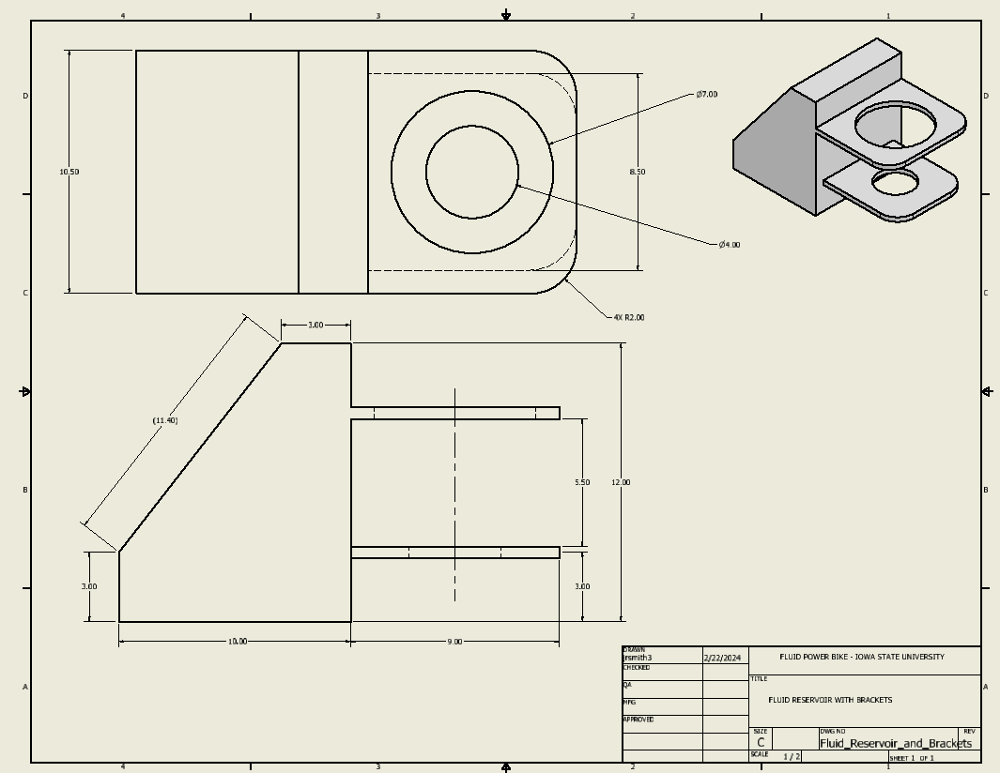 4 3 2 1
D D
10.50
Ø7.00
8.50
Ø4.00
C C
4X R2.00
3.00
(11.40)
B 5.50 12.00 B
3.00 3.00
10.00 9.00
DRAWN
jrsmith3 2/22/2024 FLUID POWER BIKE - IOWA STATE UNIVERSITY
CHECKED
TITLE
QA
A A
MFG FLUID RESERVOIR WITH BRACKETS
APPROVED
SIZE DWG NO REV
C Fluid_Reservoir_and_Brackets
SCALE 1 / 2 SHEET 1 OF 1
4 3 2 1